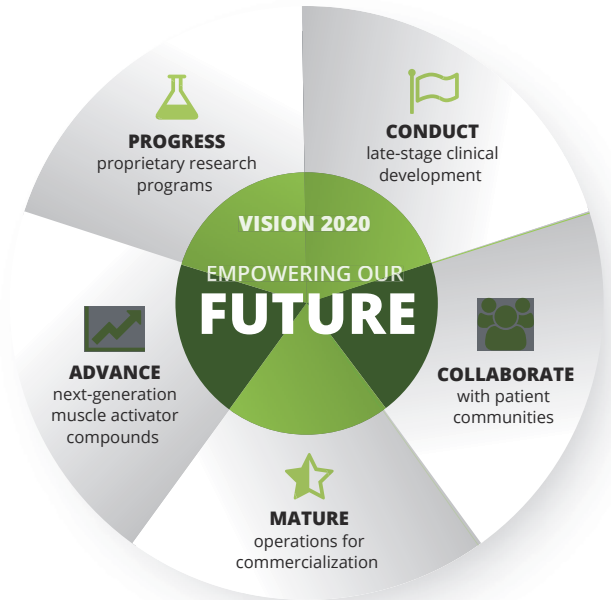 PROGRESS
proprietary research
programs
CONDUCT
late-stage clinical
development
VISION 2020
EMPOWERING OUR
FUTURE
ADVANCE
next-generation
muscle activator
compounds
COLLABORATE
with patient
communities
MATURE
operations for
commercialization